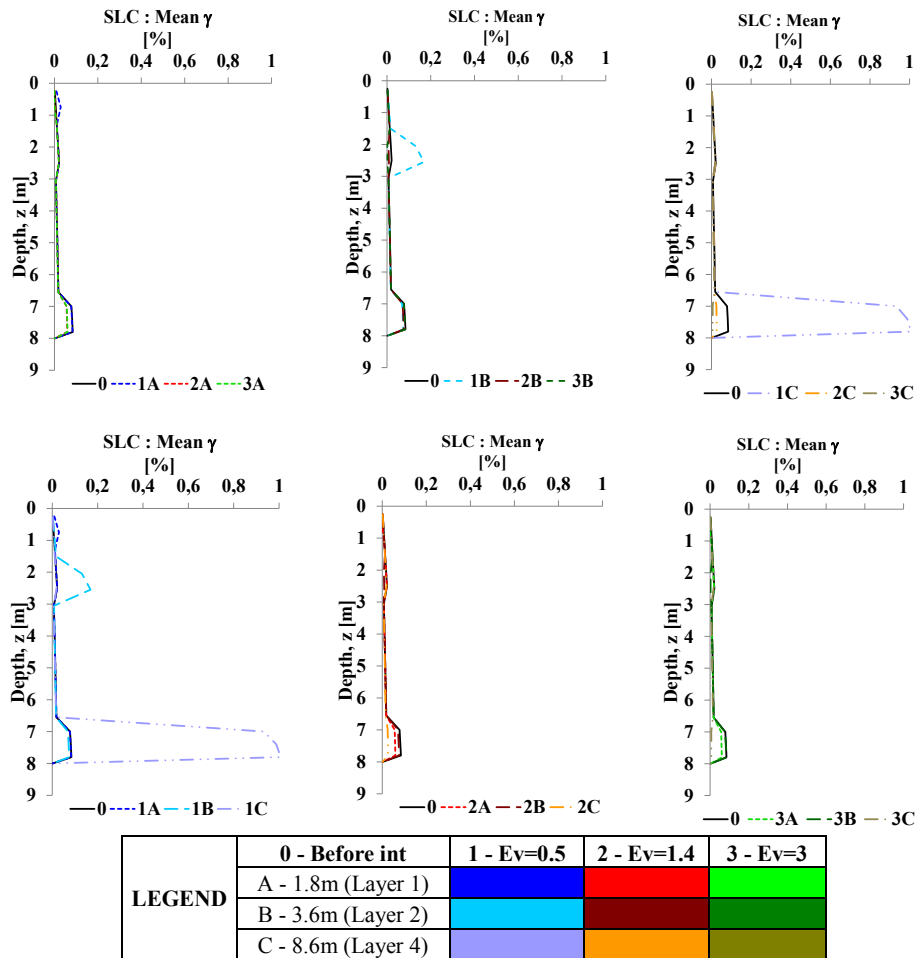 SLC : Mean γ
[%]
0 0,2 0,4 0,6 0,8 1
Depth, z [m]
0
1
2
3
4
5
6
7
8
9
0 1A 2A 3A
SLC : Mean γ
[%]
0 0,2 0,4 0,6 0,8 1
Depth, z [m]
0
1
2
3
4
5
6
7
8
9
0 1B 2B 3B
SLC : Mean γ
[%]
0 0,2 0,4 0,6 0,8 1
Depth, z [m]
0
1
2
3
4
5
6
7
8
9
0 1C 2C 3C
SLC : Mean γ
[%]
0 0,2 0,4 0,6 0,8 1
Depth, z [m]
0
1
2
3
4
5
6
7
8
9
0 1A 1B 1C
SLC : Mean γ
[%]
0 0,2 0,4 0,6 0,8 1
Depth, z [m]
0
1
2
3
4
5
6
7
8
9
0 2A 2B 2C
SLC : Mean γ
[%]
0 0,2 0,4 0,6 0,8 1
Depth, z [m]
0
1
2
3
4
5
6
7
8
9
0 3A 3B 3C
LEGEND
0 - Before int 1 - Ev=0.5 2 - Ev=1.4 3 - Ev=3
A - 1.8m (Layer 1)
B - 3.6m (Layer 2)
C - 8.6m (Layer 4)